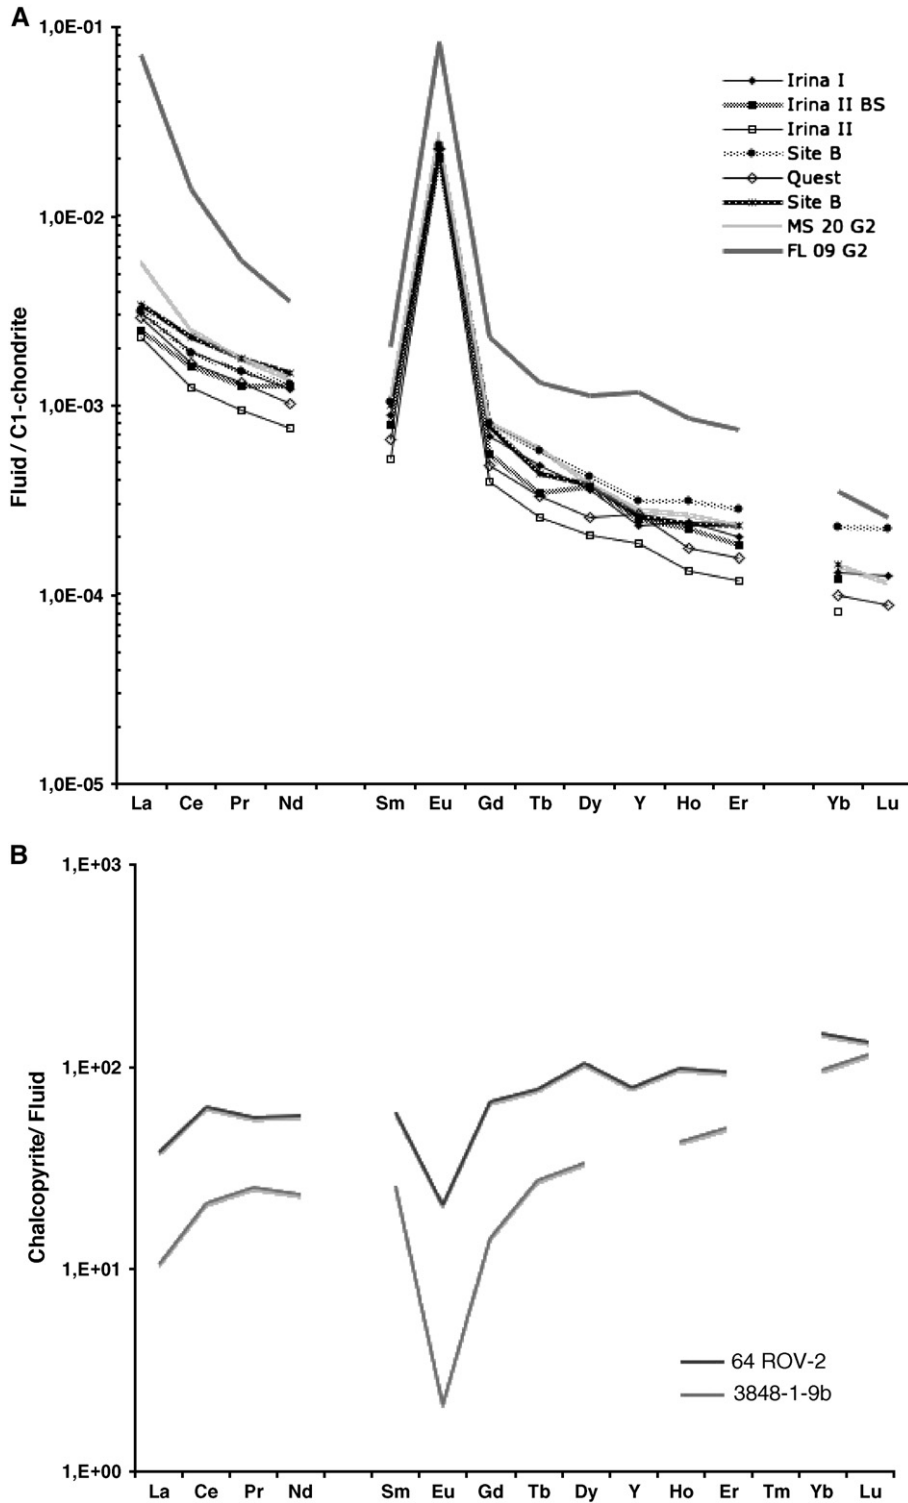 A
Fluid / C1-chondrite
1,0E-01
1,0E-02
1,0E-03
1,0E-04
1,0E-05
Irina I
Irina II BS
Irina II
Site B
Quest
Site B
MS 20 G2
FL 09 G2
La Ce Pr Nd Sm Eu Gd Tb Dy Y Ho Er Yb Lu
B
Chalcopyrite/ Fluid
1,E+03
1,E+02
1,E+01
1,E+00
64 ROV-2
3848-1-9b
La Ce Pr Nd Sm Eu Gd Tb Dy Y Ho Er Tm Yb Lu